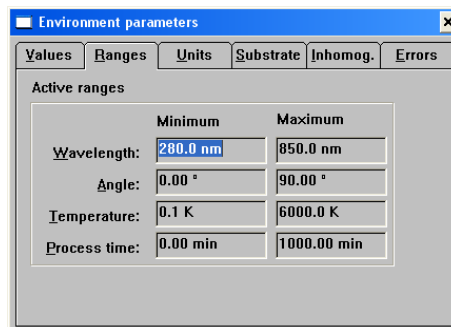 Environment parameters
Values Ranges Units Substrate Inhomog. Errors
Active ranges
Minimum Maximum
Wavelength: 280.0 nm 850.0 nm
Angle: 0.00 ° 90.00 °
Temperature: 0.1 K 6000.0 K
Process time: 0.00 min 1000.00 min